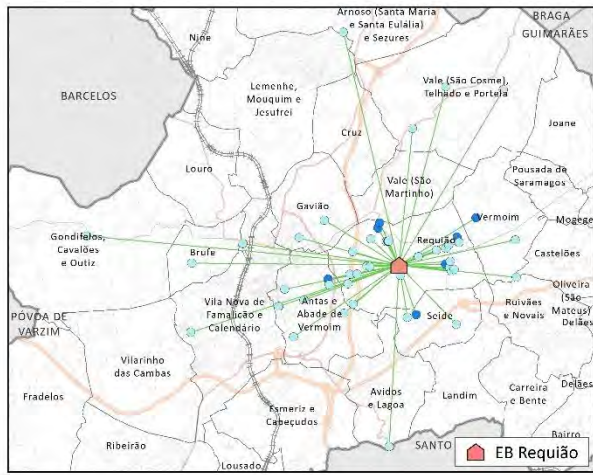 Arnoso (Santa Maria
e Santa Eulália)
e Sezures
BRAGA
GUIMARÃES
Nine
BARCELOS
Lemenhe,
Mouquim e
Jesufrei
Vale (São Cosme),
Telhado e Portela
Cruz
Joane
Louro
Vale (São
Martinho)
Pousada de
Saramagos
Gavião
Vermoim
Mogege
Requião
Gondifelos,
Cavalões
e Outiz
Brufe
Castelões
PÓVOA DE
VARZIM
Vila Nova de
Famalicão e
Calendário
Antas e
Abade de
Vermoim
Seide
Ruivães
e Novais
Oliveira
(São
Mateus)
Delães
Vilarinho
das Cambas
Fradelos
Avidos
e Lagoa
Landim
Carreira
e Bente
Delães
Esmeriz e
Cabeçudos
Ribeirão
Lousado
SANTO
Bairro
EB Requião